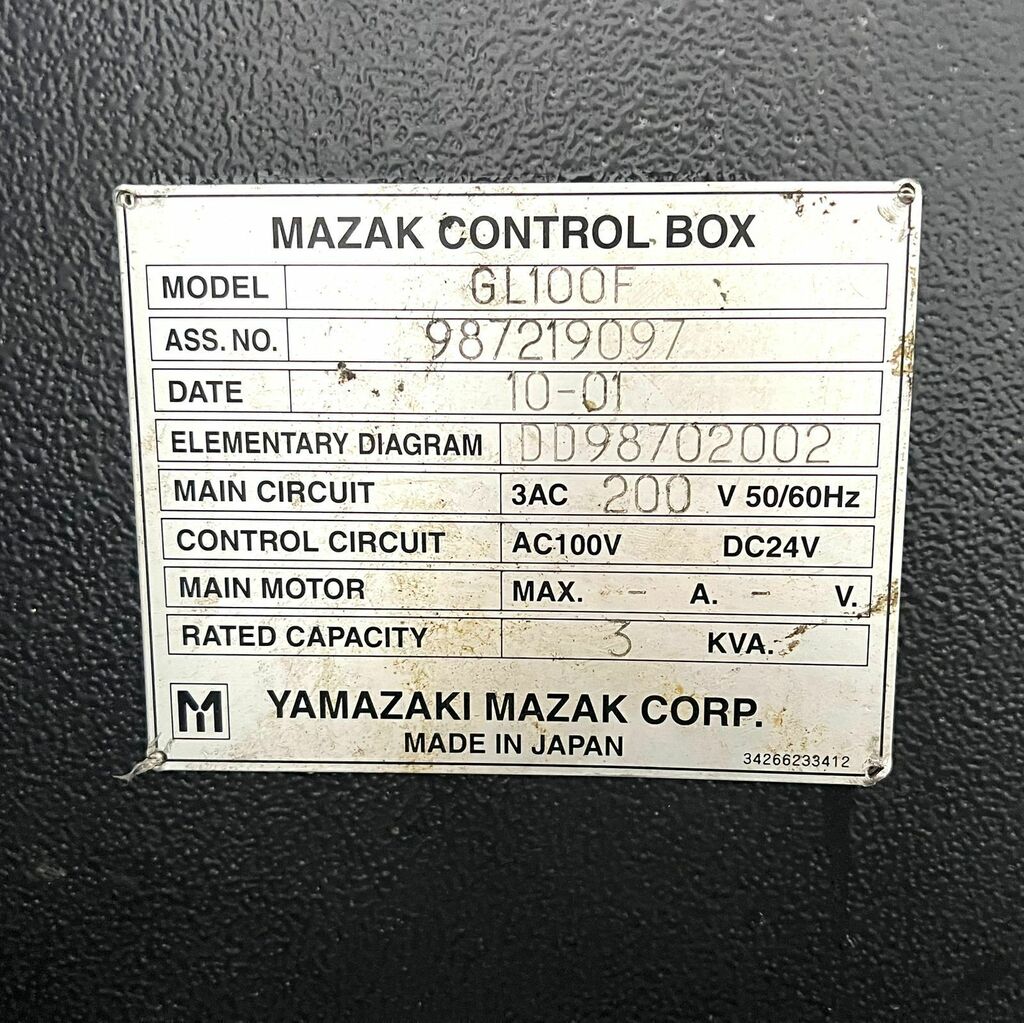 MAZAK CONTROL BOX
MODEL GL100F
ASS. NO. 987219097
DATE 10-01
ELEMENTARY DIAGRAM DD98702002
MAIN CIRCUIT 3AC 200 V 50/60Hz
CONTROL CIRCUIT AC100V DC24V
MAIN MOTOR MAX. - A. - V.
RATED CAPACITY 3 KVA.
M YAMAZAKI MAZAK CORP.
MADE IN JAPAN
34266233412